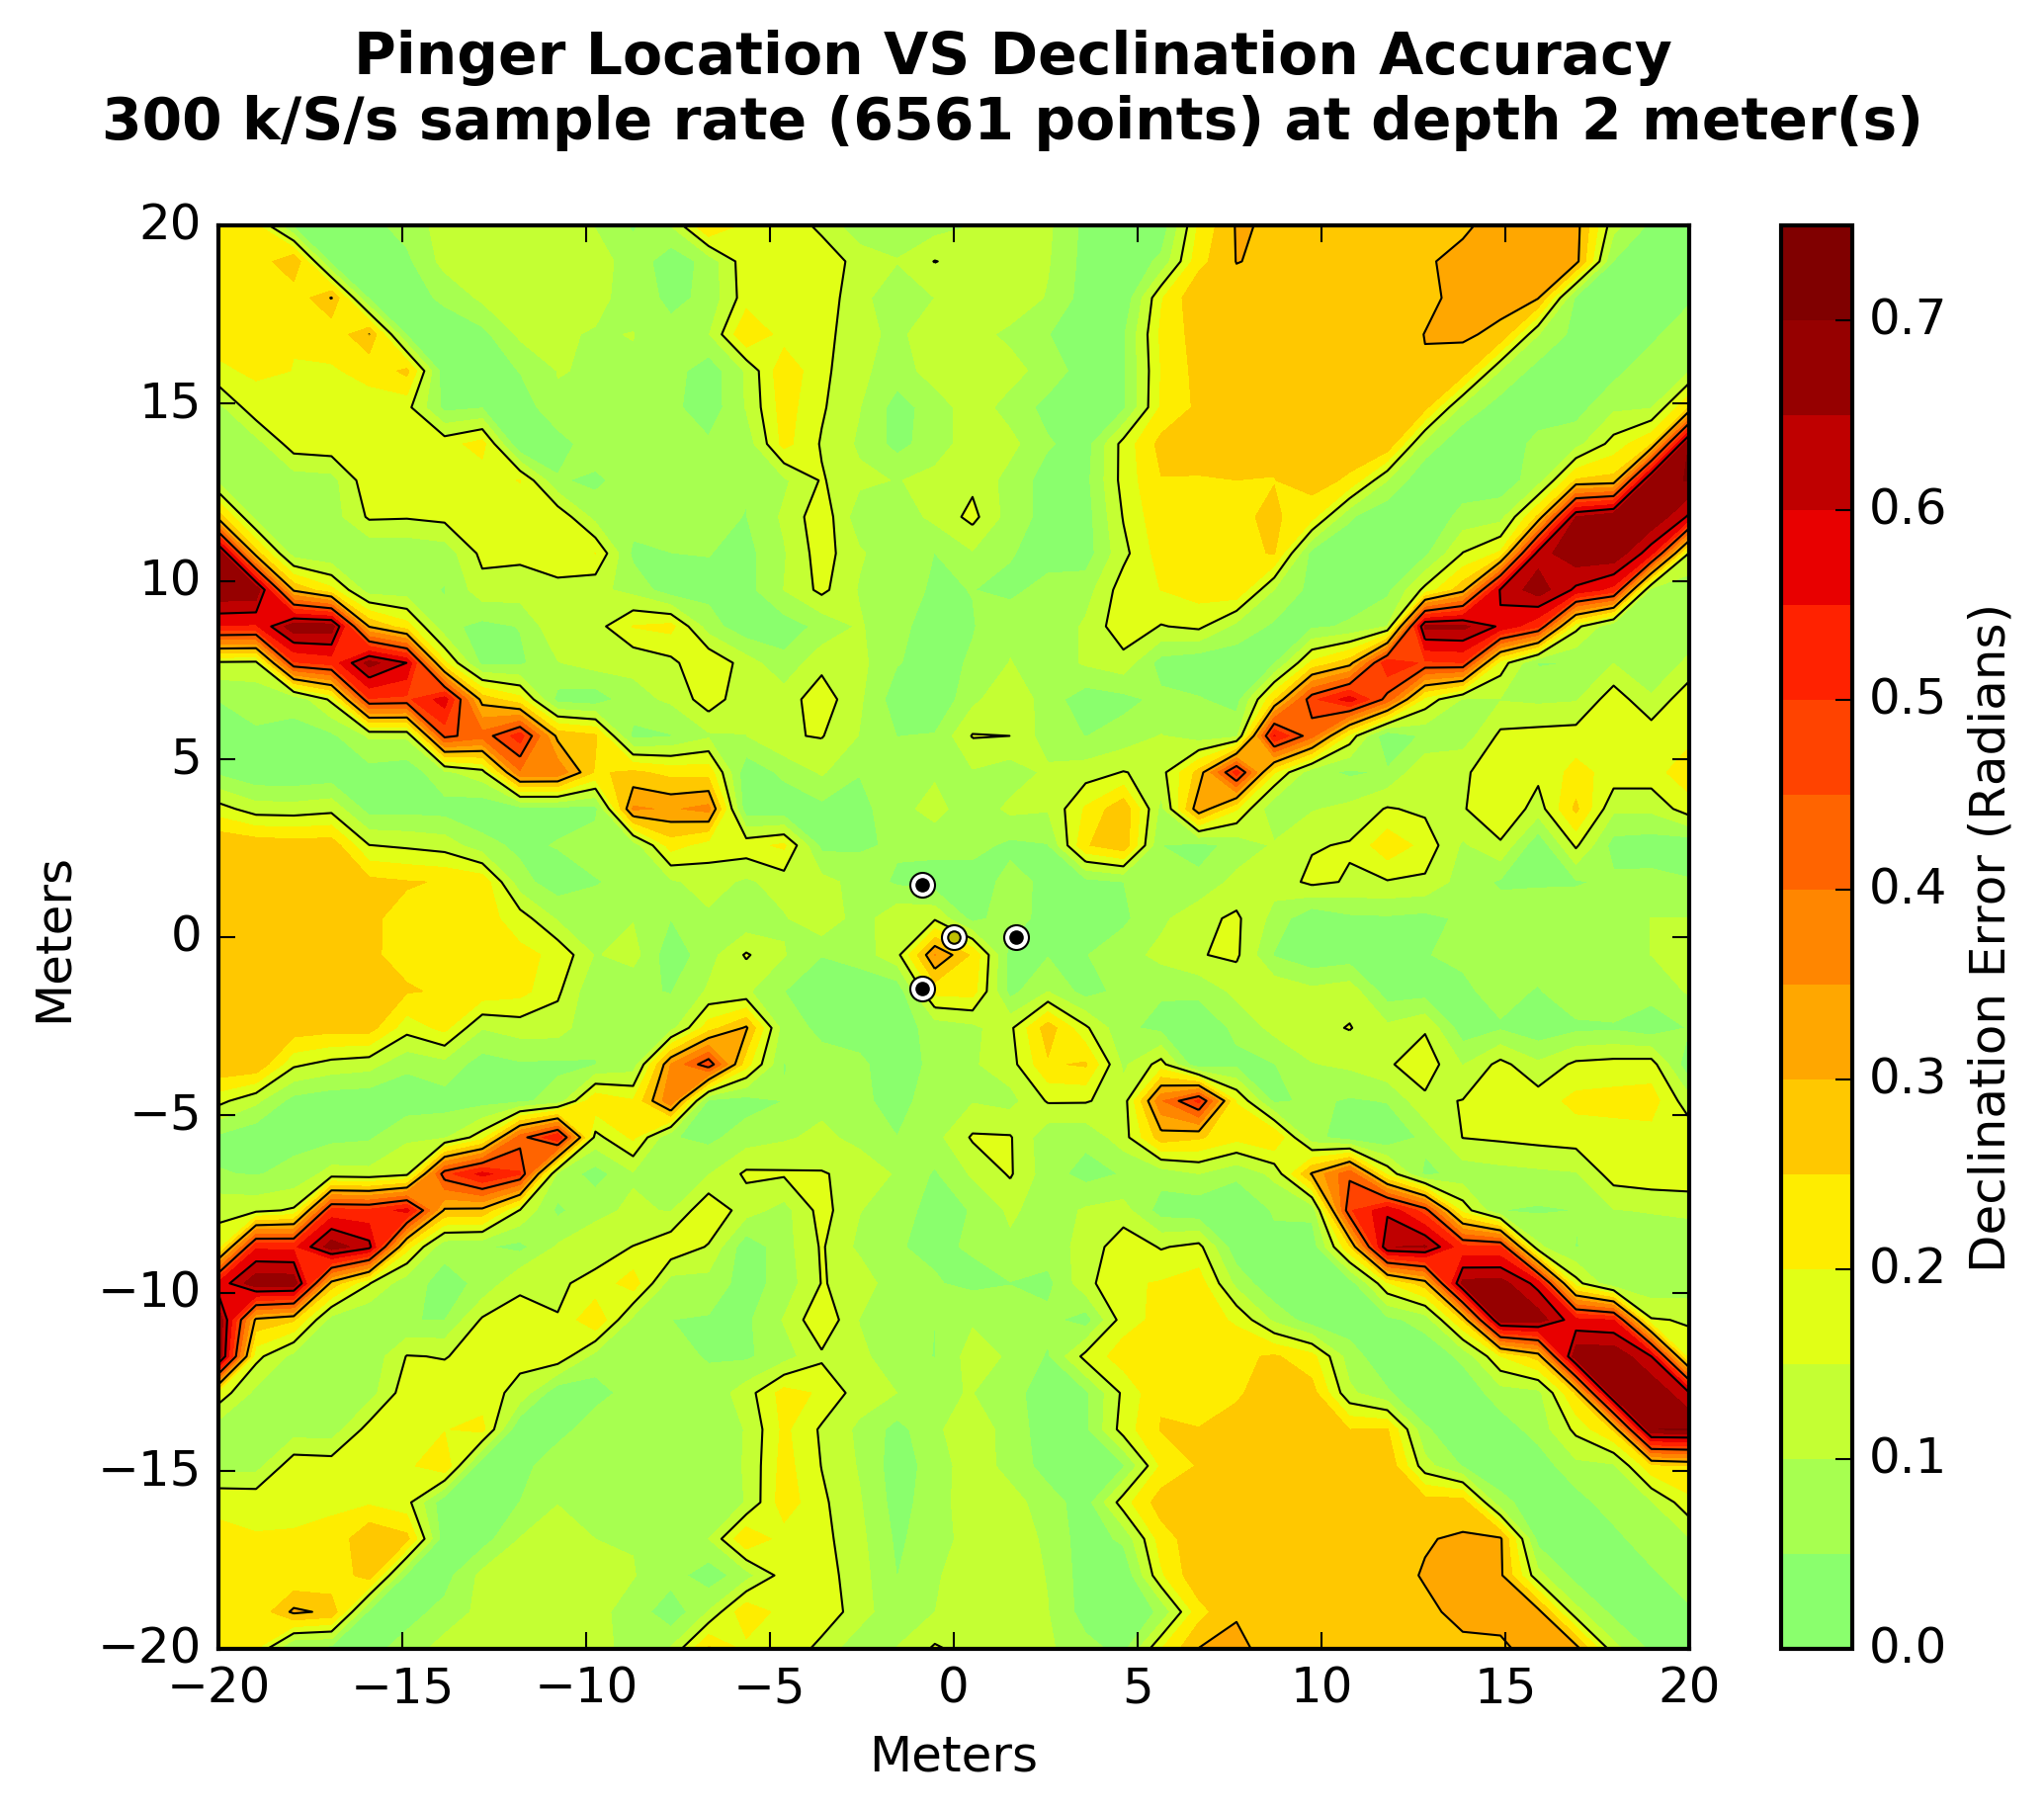 Pinger Location VS Declination Accuracy
300 k/S/s sample rate (6561 points) at depth 2 meter(s)
20
15
10
5
0
−5
−10
−15
−20
Meters
−20 −15 −10 −5 0 5 10 15 20
Meters
0.7
0.6
0.5
0.4
0.3
0.2
0.1
0.0
Declination Error (Radians)